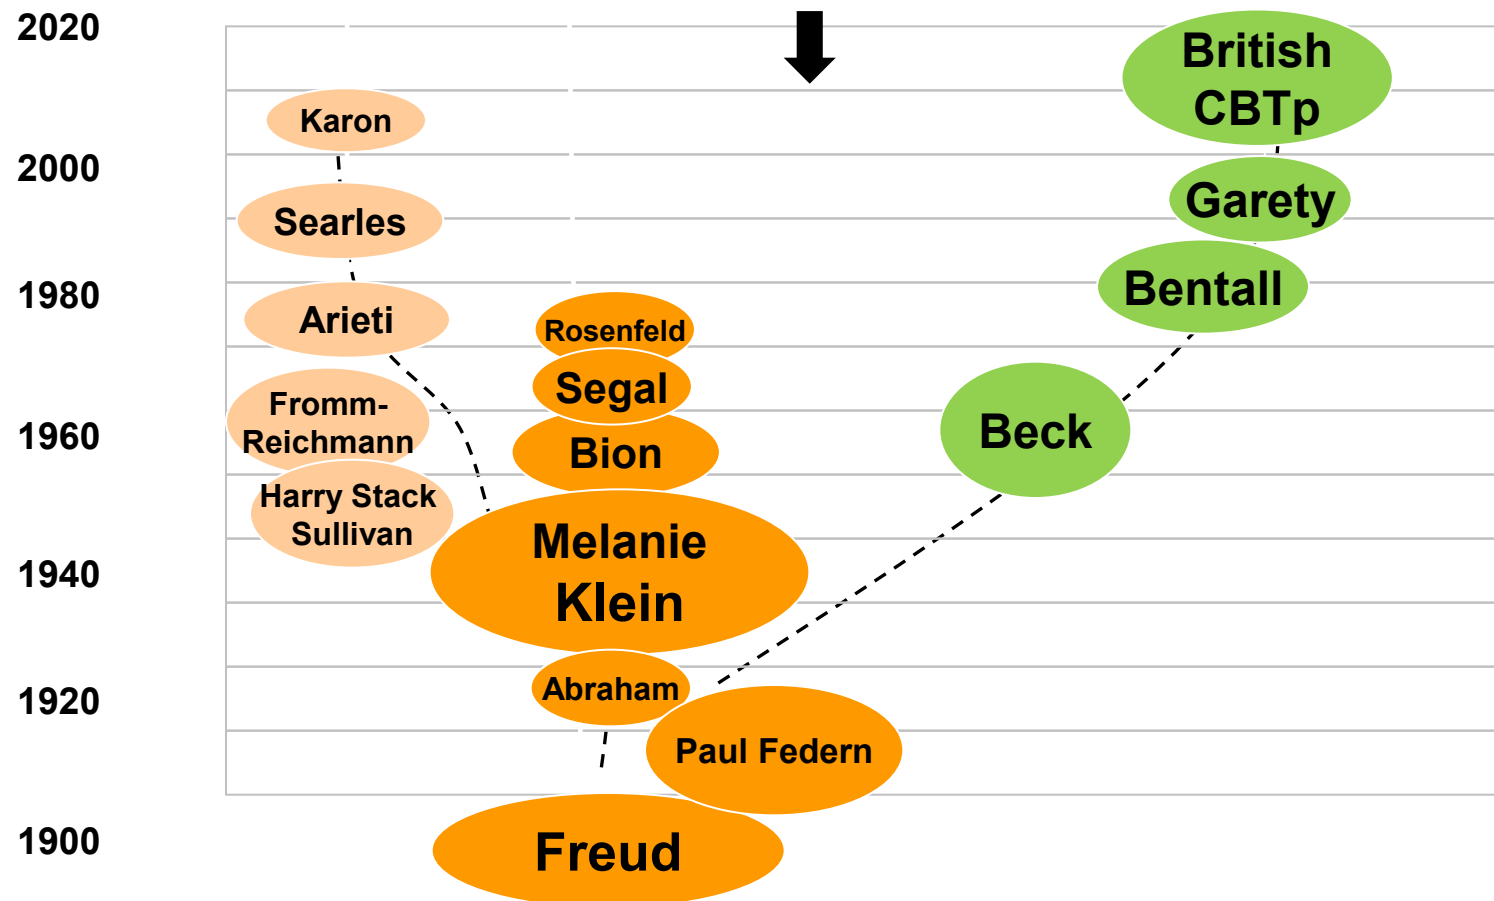 2020
British
CBTp
Karon
2000
Garety
Searles
Bentall
1980
Arieti
Rosenfeld
Segal
Fromm-
Reichmann
1960
Beck
Bion
Harry Stack
Sullivan
Melanie
Klein
1940
Abraham
1920
Paul Federn
1900
Freud